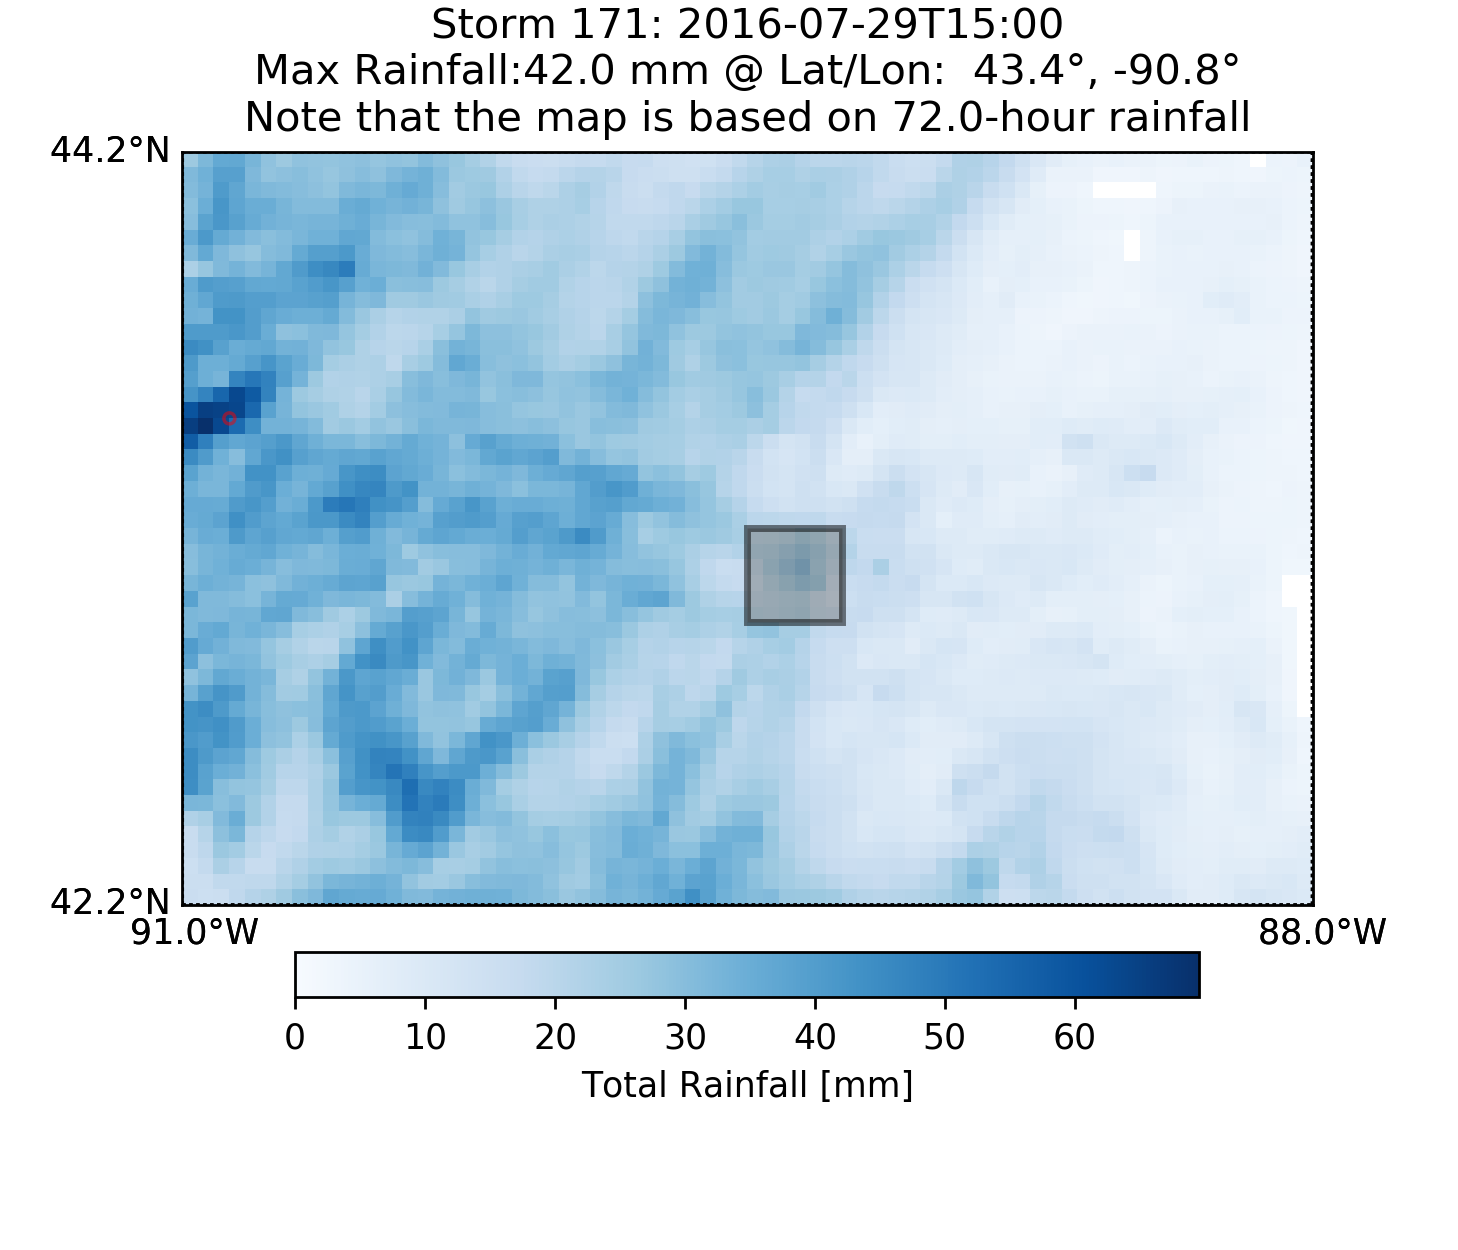 Storm 171: 2016-07-29T15:00
Max Rainfall:42.0 mm @ Lat/Lon:  43.4°, -90.8°
Note that the map is based on 72.0-hour rainfall
44.2°N
42.2°N
91.0°W 88.0°W
0 10 20 30 40 50 60
Total Rainfall [mm]